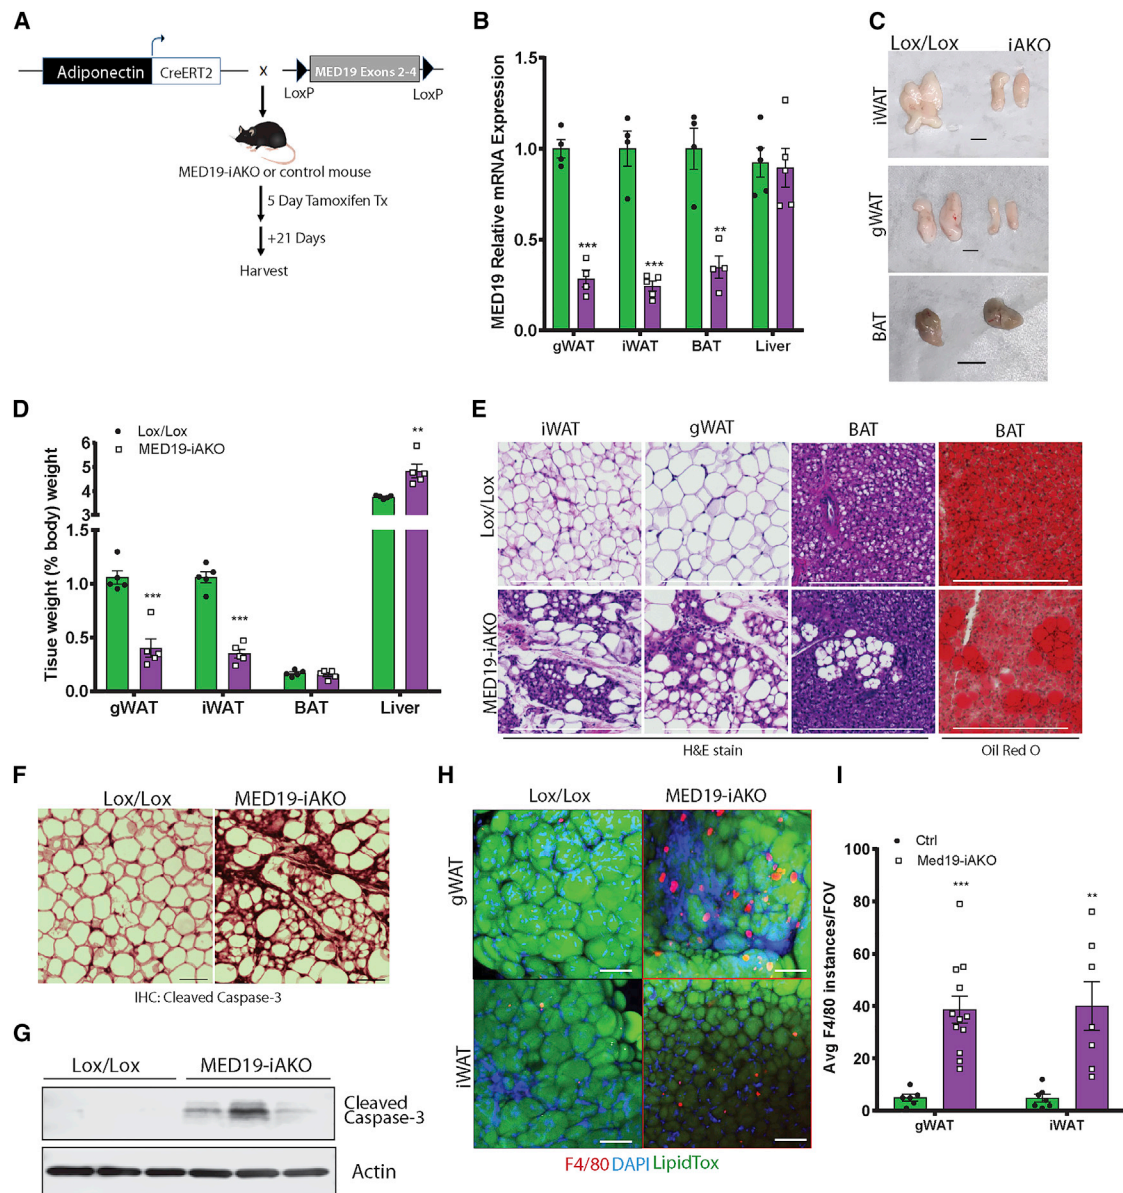 A
Adiponectin
CreERT2
X
MED19 Exons 2-4
LoxP
LoxP
MED19-iAKO or control mouse
5 Day Tamoxifen Tx
+21 Days
Harvest
B
MED19 Relative mRNA Expression
1.5
1.0
0.5
0.0
***
***
**
gWAT iWAT BAT Liver
C
Lox/Lox iAKO
iWAT
gWAT
BAT
D
Lox/Lox
MED19-iAKO
Tissue weight (% body) weight
6
5
4
3
1.5
1.0
0.5
0.0
***
***
**
gWAT iWAT BAT Liver
E
iWAT gWAT BAT BAT
Lox/Lox
MED19-iAKO
H&E stain
Oil Red O
F
Lox/Lox MED19-iAKO
IHC: Cleaved Caspase-3
G
Lox/Lox MED19-iAKO
Cleaved
Caspase-3
Actin
H
Lox/Lox MED19-iAKO
gWAT
iWAT
F4/80 DAPI LipidTox
I
Ctrl
Med19-iAKO
Avg F4/80 instances/FOV
100
80
60
40
20
0
***
**
gWAT iWAT